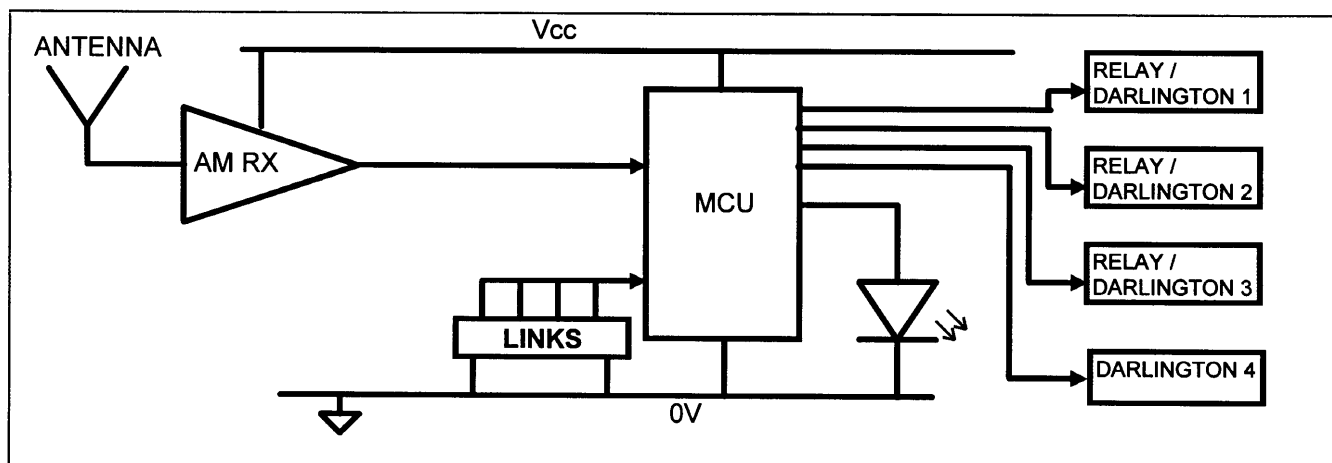 Vcc
ANTENNA
AM RX
MCU
LINKS
0V
RELAY /
DARLINGTON 1
RELAY /
DARLINGTON 2
RELAY /
DARLINGTON 3
DARLINGTON 4